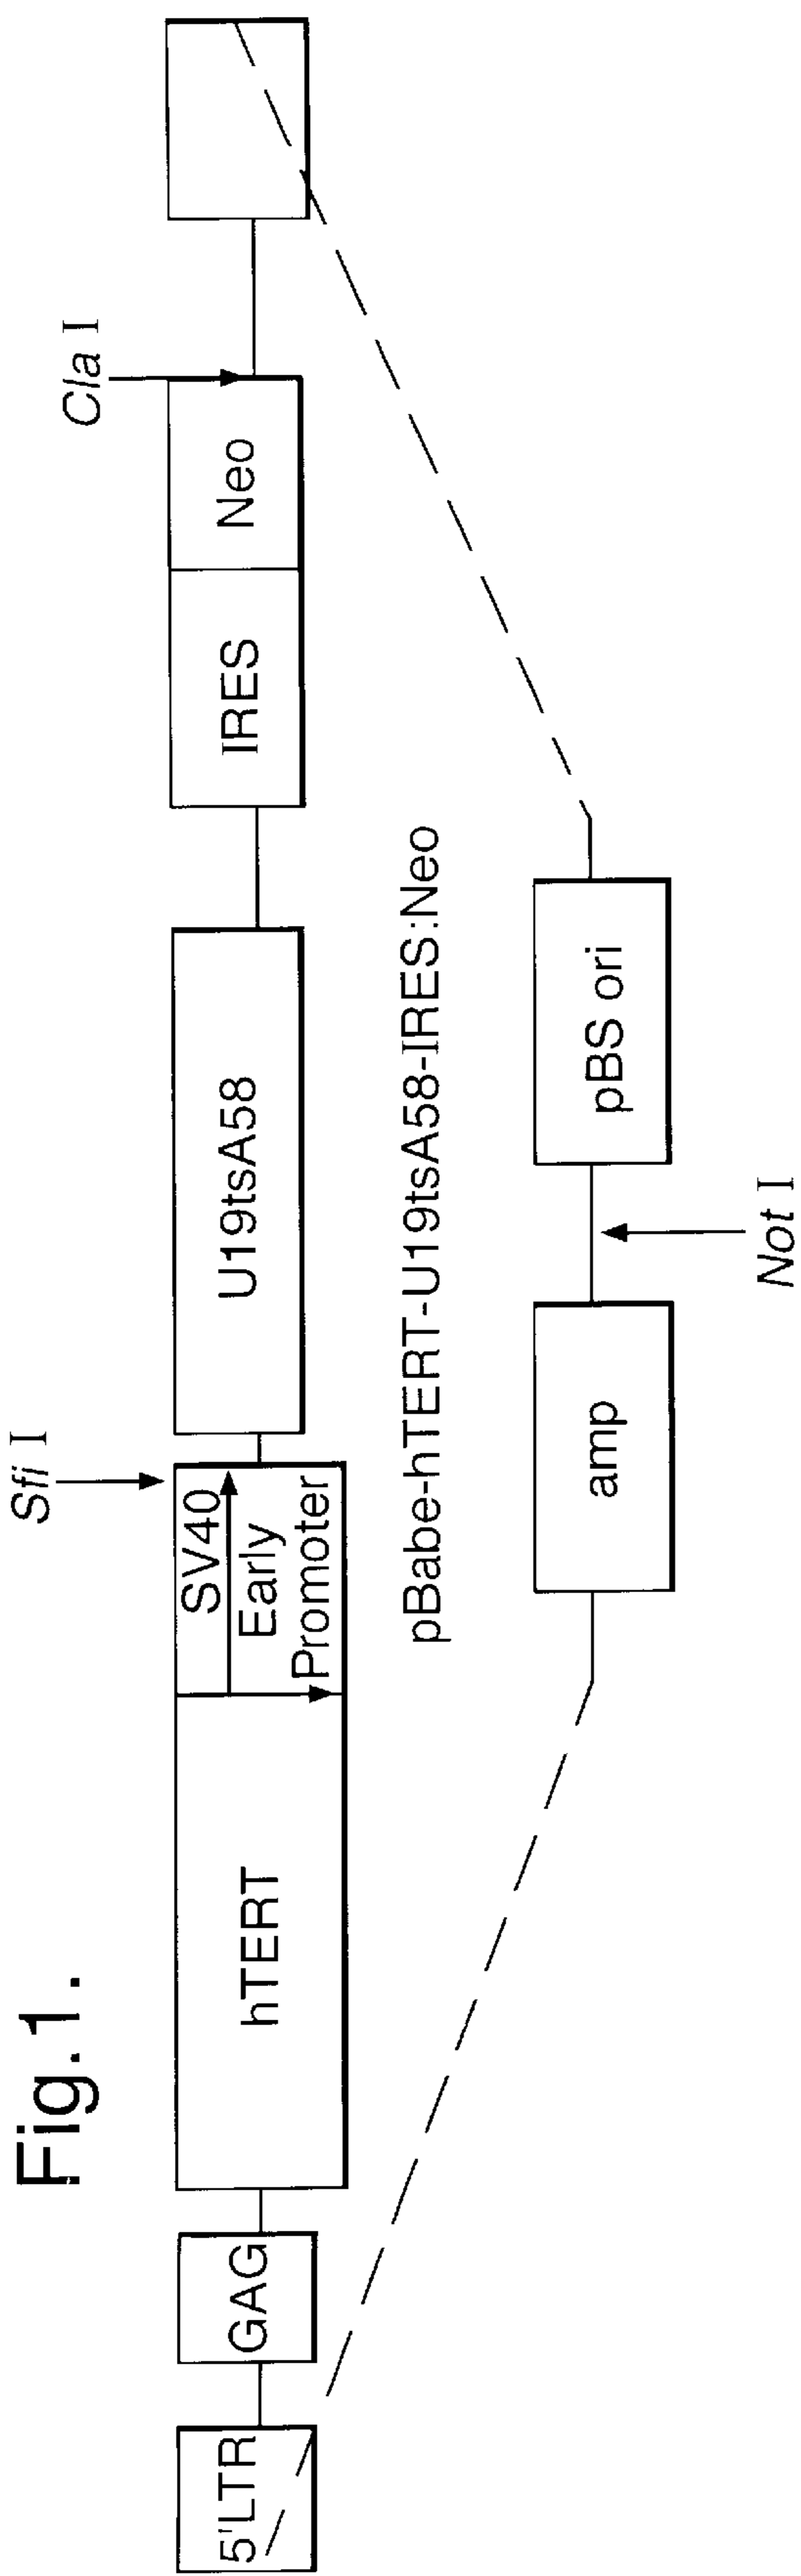 Fig.1.
Sfi I
Cla I
5'LTR
GAG
hTERT
SV40
Early
Promoter
U19tsA58
IRES
Neo
pBabe-hTERT-U19tsA58-IRES:Neo
amp
pBS ori
Not I